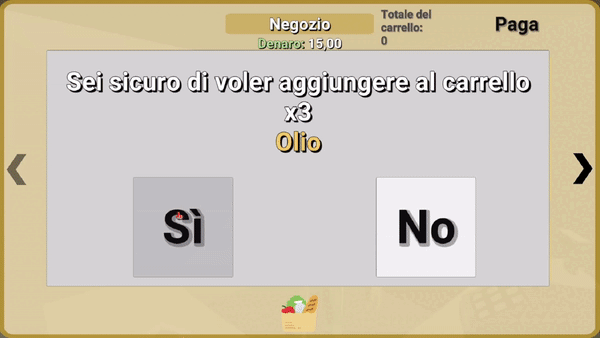 Negozio
Denaro: 15,00
Totale del
carrello:
0
Paga
Sei sicuro di voler aggiungere al carrello
x3
Olio
Sì
No